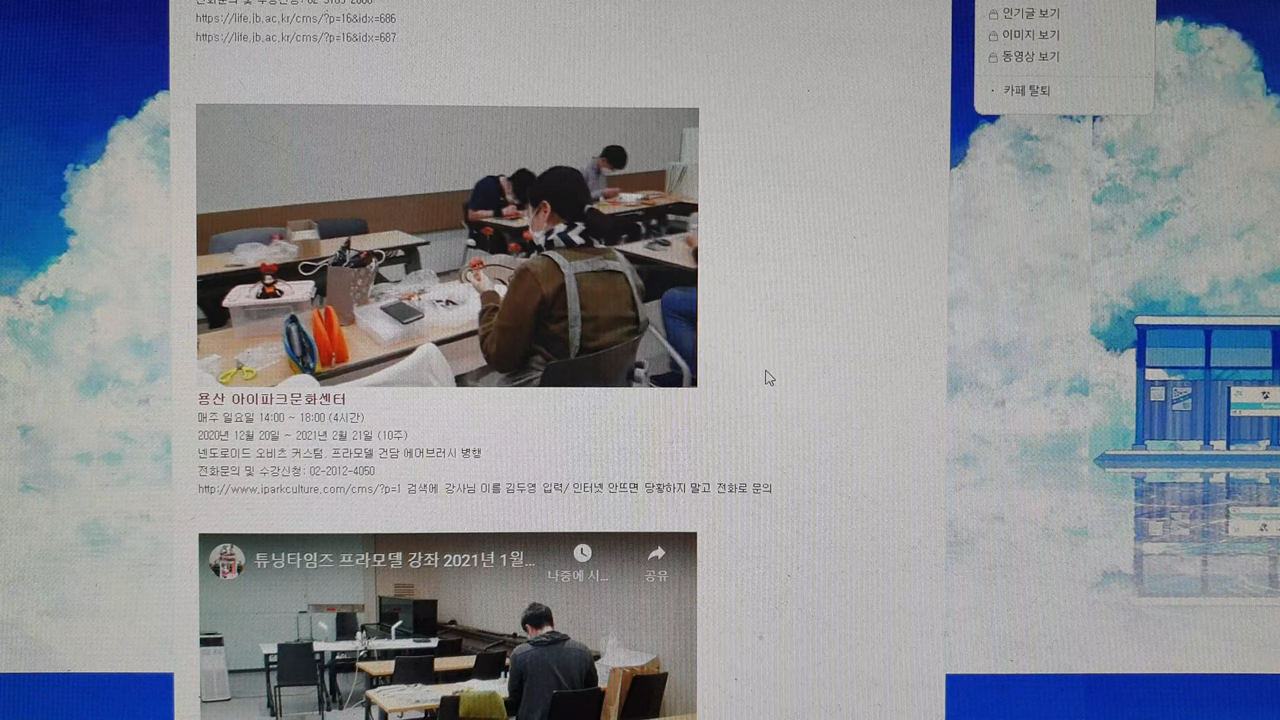 https://life.jb.ac.kr/cms/?p=16&idx=686
https://life.jb.ac.kr/cms/?p=16&idx=687
용산 아이파크문화센터
매주 일요일 14:00 ~ 18:00 (4시간)
2020년 12월 20일 ~ 2021년 2월 21일 (10주)
넨도로이드 오비츠 커스텀, 프라모델 건담 에어브러시 병행
전화문의 및 수강신청: 02-2012-4050
http://www.iparkculture.com/cms/?p=1 검색에 강사님 이름 김두영 입력/ 인터넷 안뜨면 당황하지 말고 전화로 문의
튜닝타임즈 프라모델 강좌 2021년 1월...
나중에 시...
공유
인기글 보기
이미지 보기
동영상 보기
카페 탈퇴